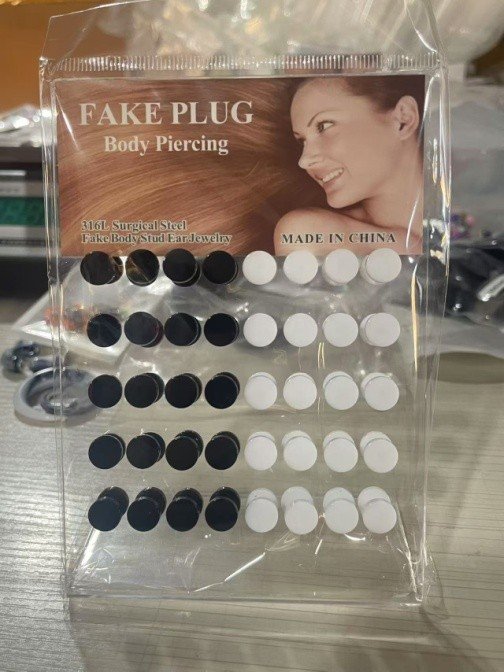 FAKE PLUG
Body Piercing
316L Surgical Steel
Fake Body Stud Ear Jewelry
MADE IN CHINA